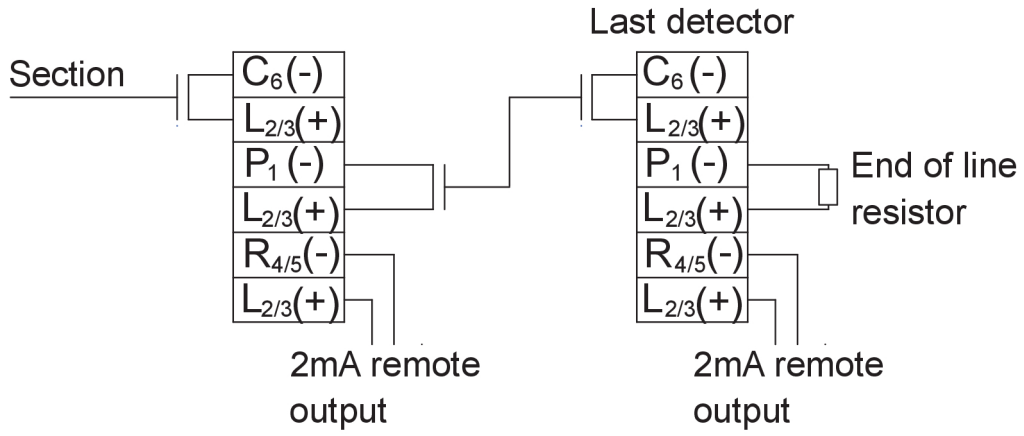 Last detector
Section
C6(-)
L2/3(+)
P1(-)
L2/3(+)
R4/5(-)
L2/3(+)
2mA remote
output
C6(-)
L2/3(+)
P1(-)
L2/3(+)
R4/5(-)
L2/3(+)
End of line
resistor
2mA remote
output